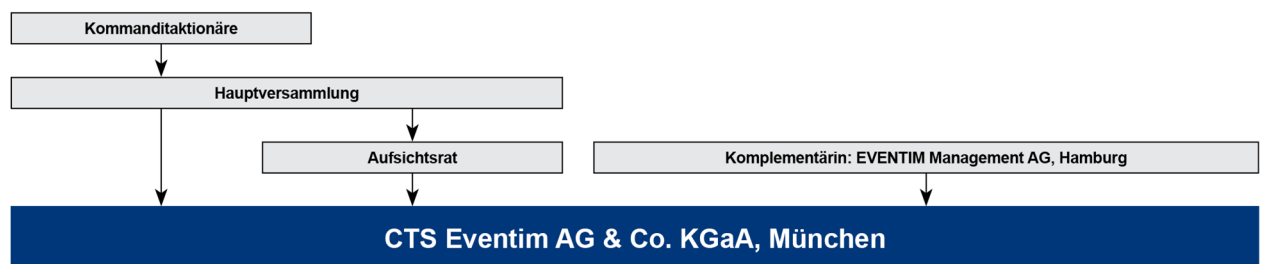 Kommanditaktionäre
Hauptversammlung
Aufsichtsrat
Komplementärin: EVENTIM Management AG, Hamburg
CTS Eventim AG & Co. KGaA, München